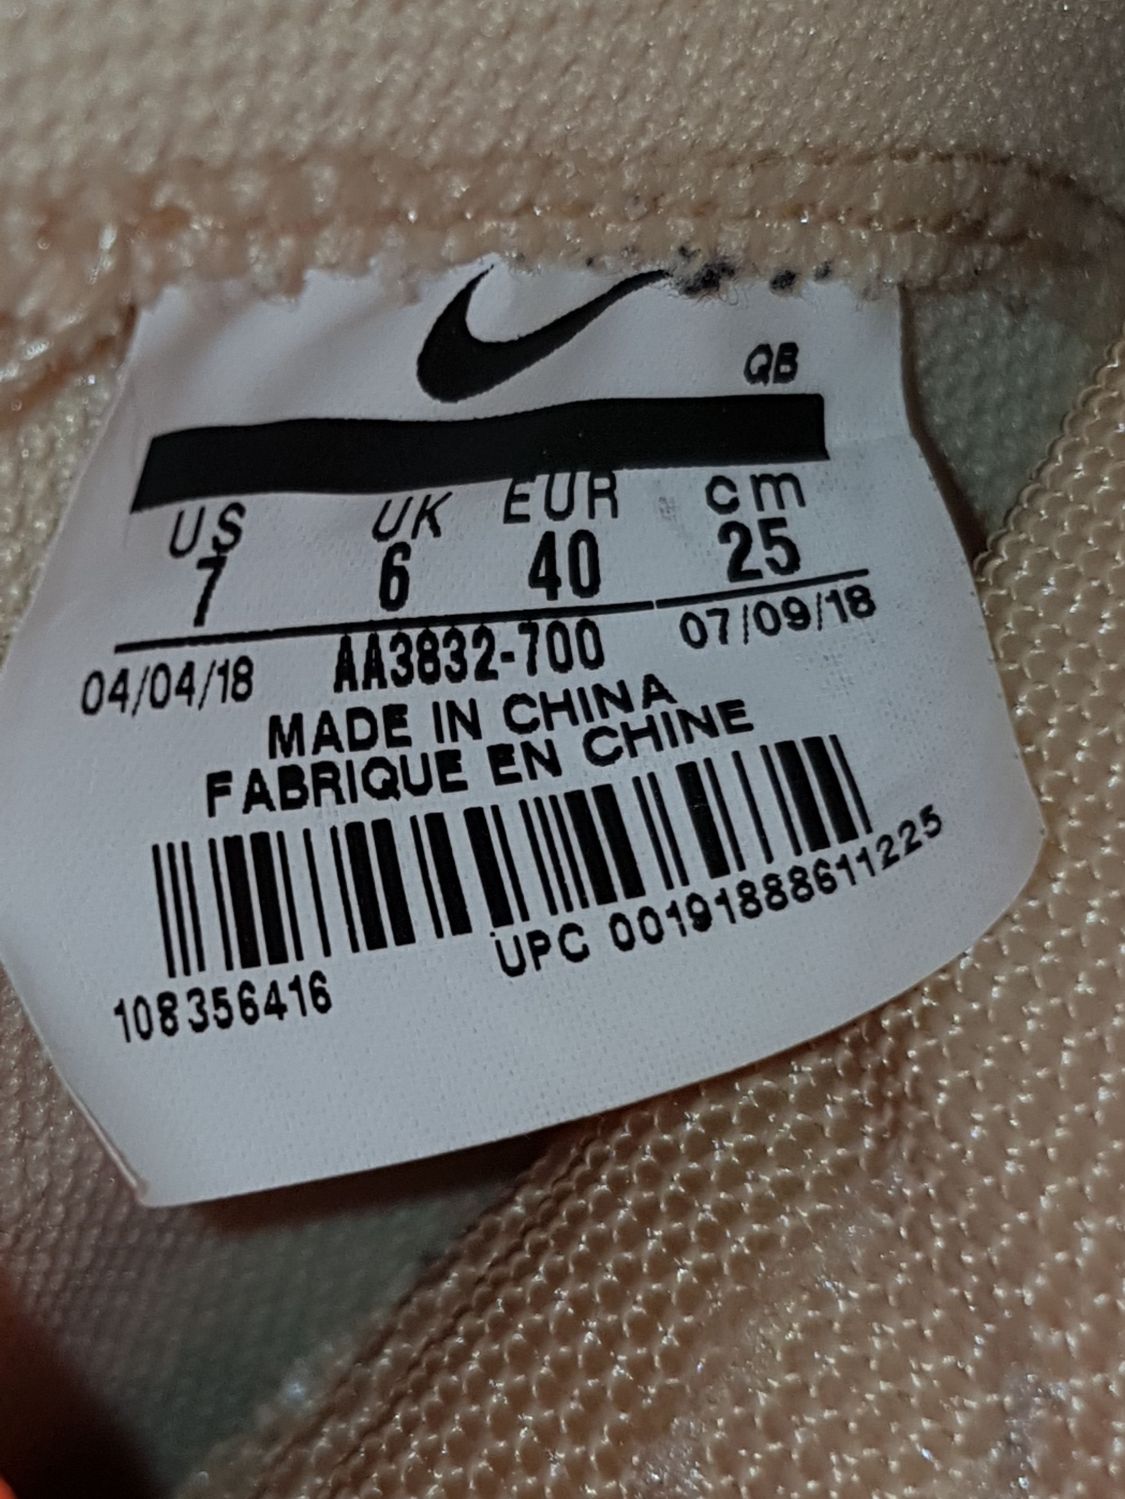 QB
US UK EUR cm
7 6 40 25
04/04/18 AA3832-700 07/09/18
MADE IN CHINA
FABRIQUE EN CHINE
108356416 UPC 00191888611225